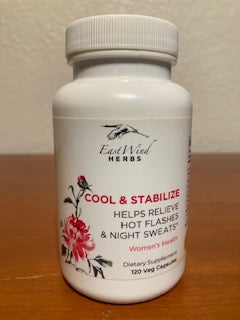 EastWind
HERBS
COOL & STABILIZE
HELPS RELIEVE
HOT FLASHES
& NIGHT SWEATS*
Women's Health
Dietary Supplement
120 Veg Capsules